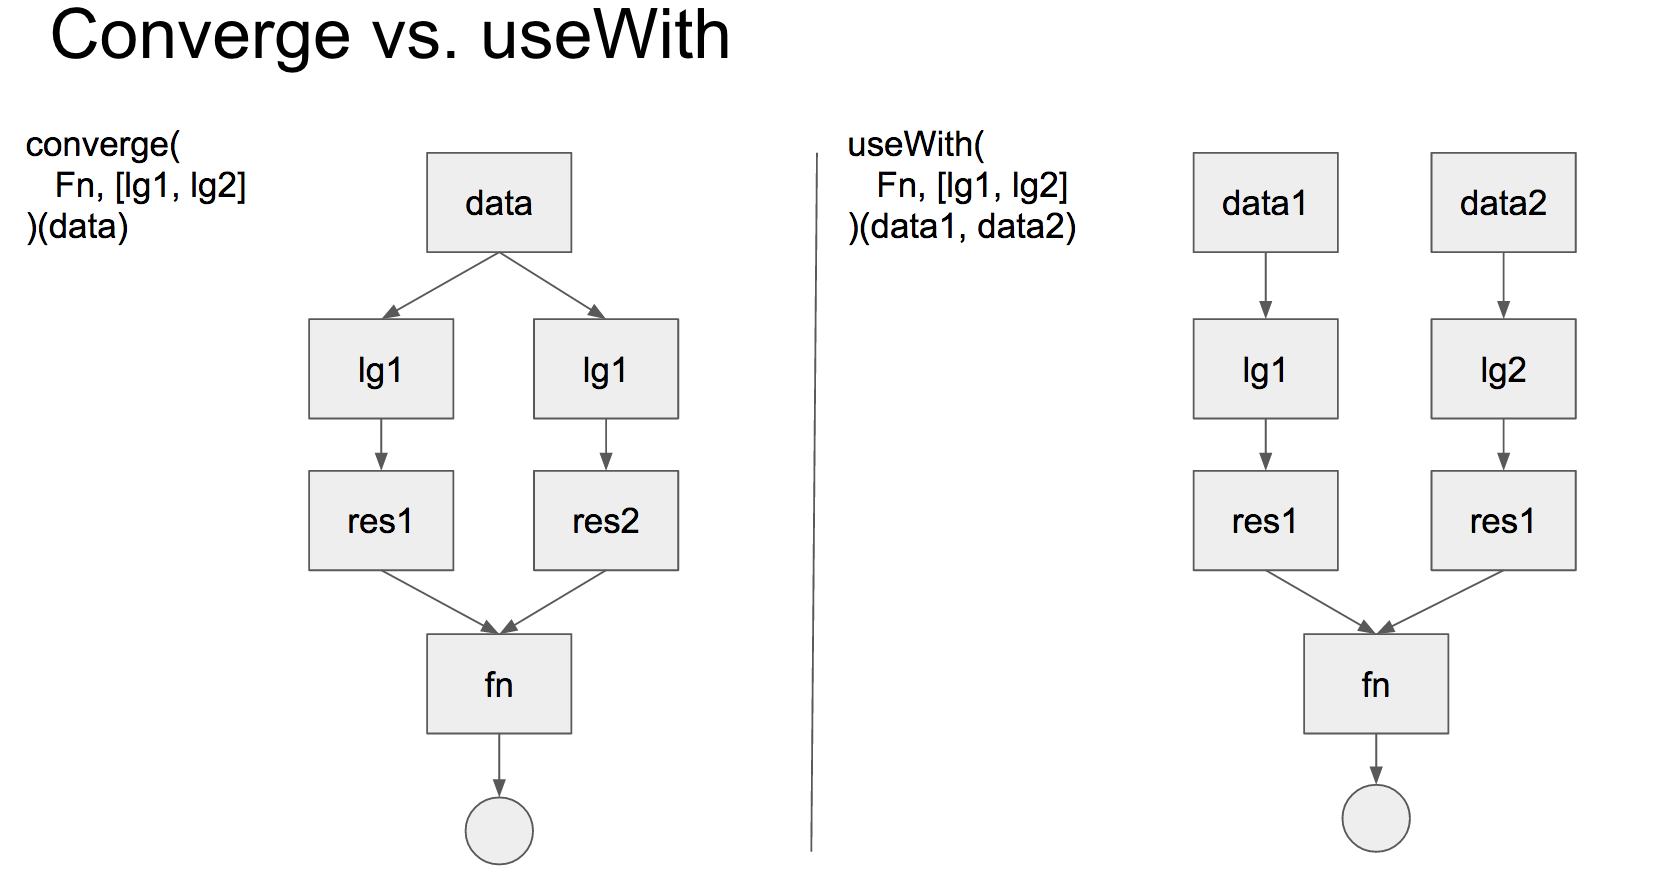 Converge vs. useWith
converge(
Fn, [lg1, lg2]
)(data)
data
lg1
lg1
res1
res2
fn
useWith(
Fn, [lg1, lg2]
)(data1, data2)
data1
data2
lg1
lg2
res1
res1
fn